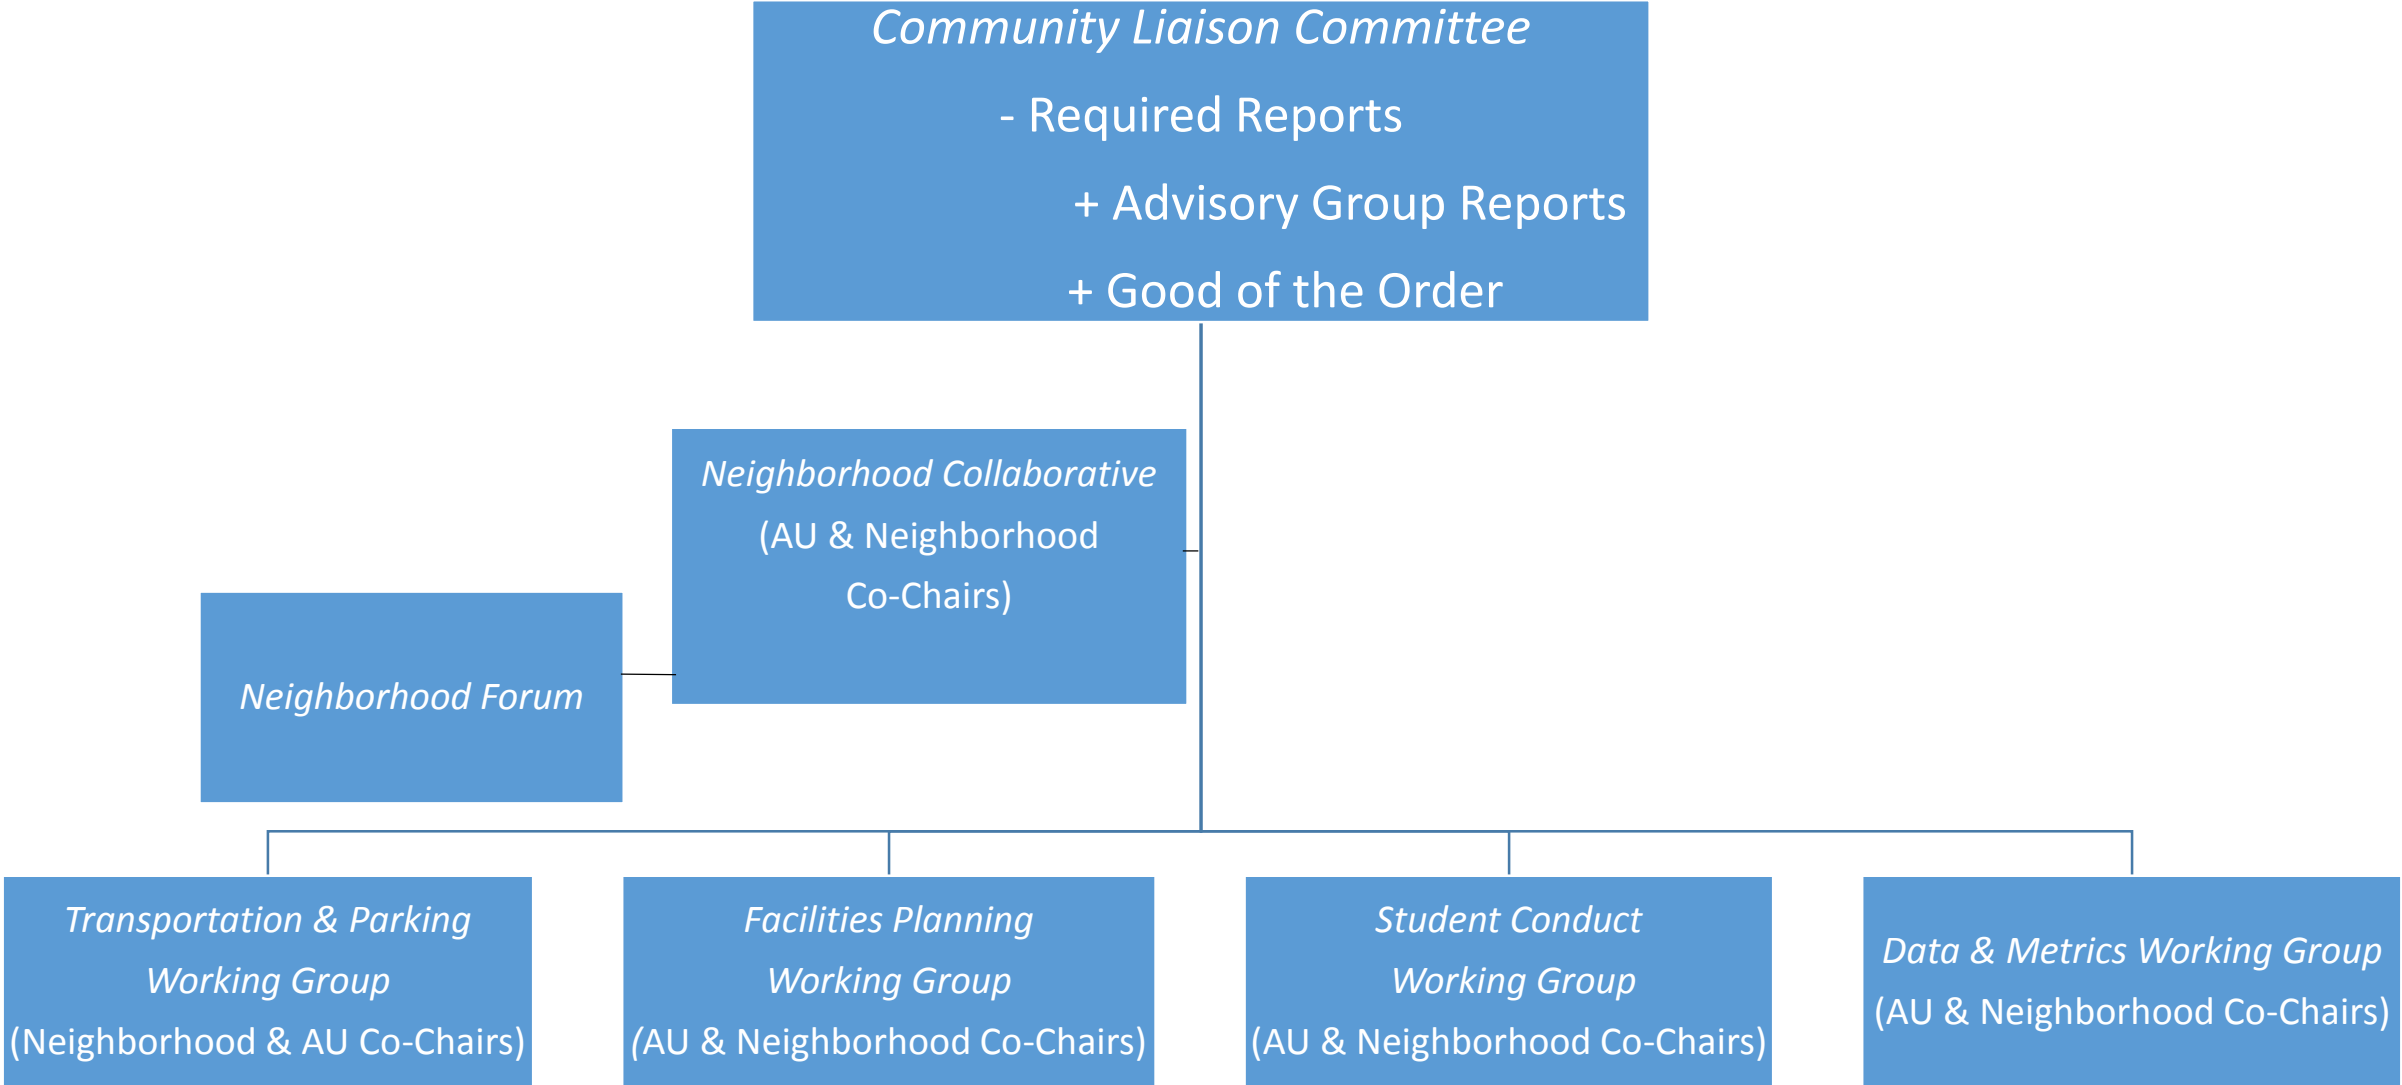 Community Liaison Committee
- Required Reports
+ Advisory Group Reports
+ Good of the Order
Neighborhood Collaborative
(AU & Neighborhood
Co-Chairs)
Neighborhood Forum
Transportation & Parking
Working Group
(Neighborhood & AU Co-Chairs)
Facilities Planning
Working Group
(AU & Neighborhood Co-Chairs)
Student Conduct
Working Group
(AU & Neighborhood Co-Chairs)
Data & Metrics Working Group
(AU & Neighborhood Co-Chairs)